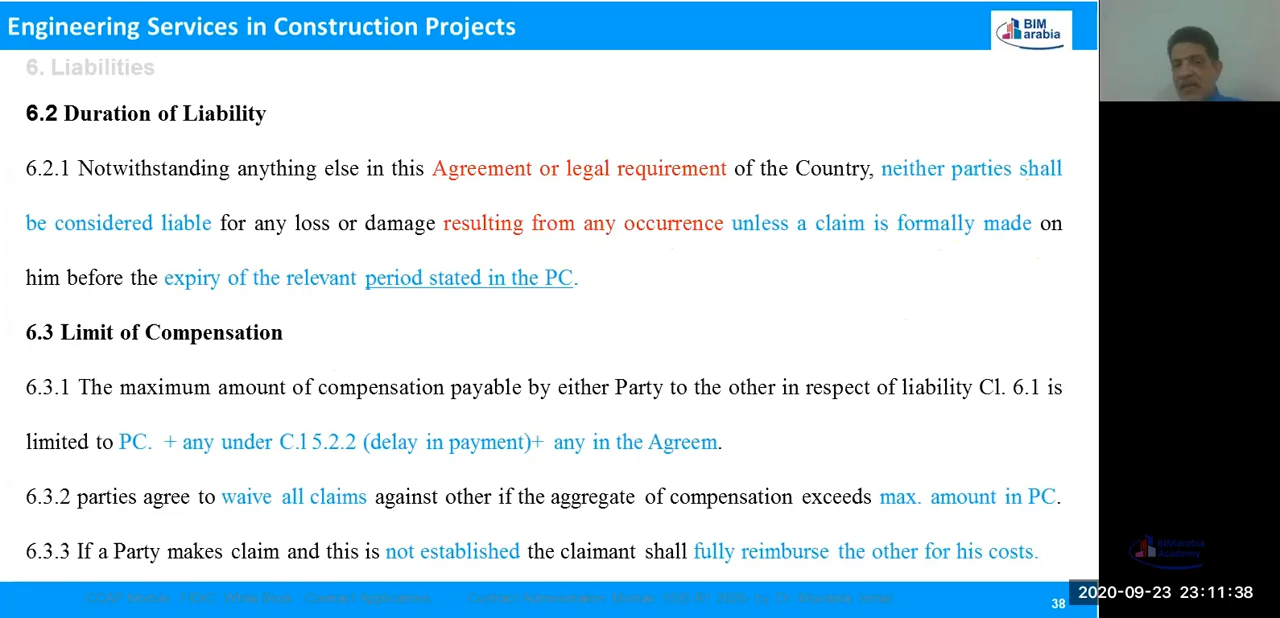 Engineering Services in Construction Projects
BIM
arabia
6. Liabilities
6.2 Duration of Liability
6.2.1 Notwithstanding anything else in this Agreement or legal requirement of the Country, neither parties shall
be considered liable for any loss or damage resulting from any occurrence unless a claim is formally made on
him before the expiry of the relevant period stated in the PC.
6.3 Limit of Compensation
6.3.1 The maximum amount of compensation payable by either Party to the other in respect of liability Cl. 6.1 is
limited to PC. + any under C.l 5.2.2 (delay in payment)+ any in the Agreem.
6.3.2 parties agree to waive all claims against other if the aggregate of compensation exceeds max. amount in PC.
6.3.3 If a Party makes claim and this is not established the claimant shall fully reimburse the other for his costs.
BIMarabia
Academy
38
2020-09-23 23:11:38